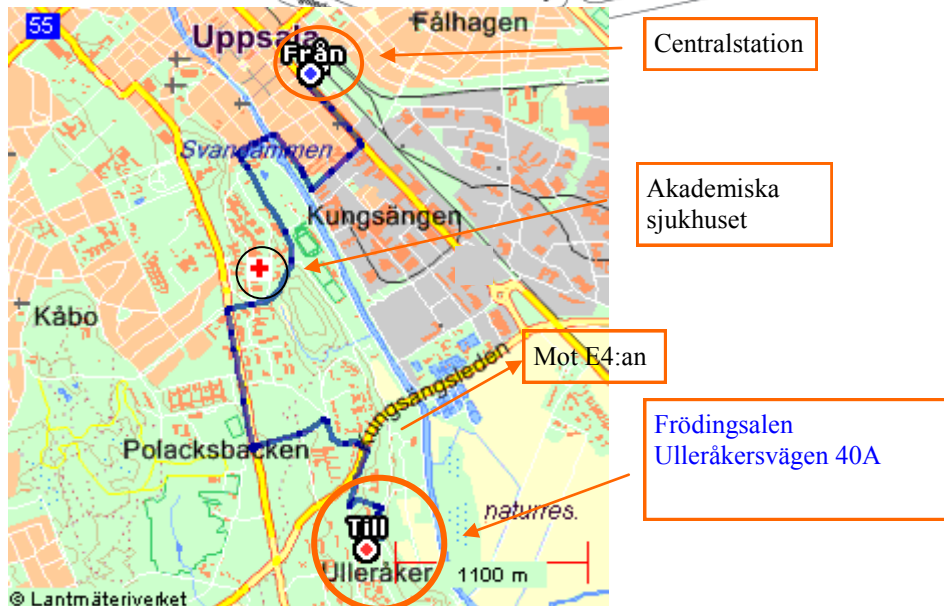 55
Uppsala
Från
Fålhagen
Centralstation
Svandammen
Akademiska
sjukhuset
Kungsängen
Kåbo
Mot E4:an
Kungsängsleden
Frödingsalen
Ulleråkersvägen 40A
Polacksbacken
naturres.
Till
Ulleråker
1100 m
© Lantmäteriverket